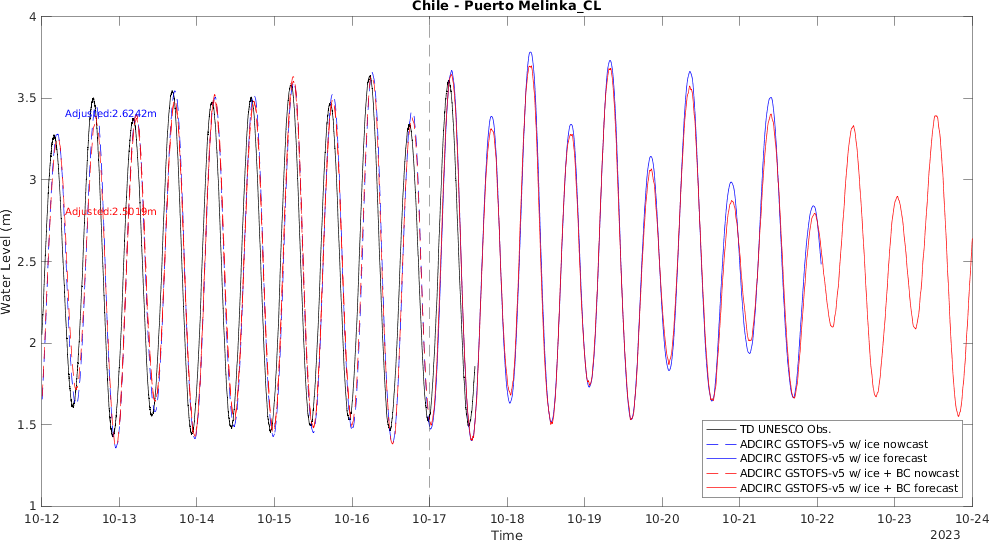 Chile - Puerto Melinka_CL
4
3.5
3
2.5
2
1.5
1
Water Level (m)
Adjusted:2.6242m
Adjusted:2.5019m
TD UNESCO Obs.
ADCIRC GSTOFS-v5 w/ ice nowcast
ADCIRC GSTOFS-v5 w/ ice forecast
ADCIRC GSTOFS-v5 w/ ice + BC nowcast
ADCIRC GSTOFS-v5 w/ ice + BC forecast
10-12 10-13 10-14 10-15 10-16 10-17 10-18 10-19 10-20 10-21 10-22 10-23 10-24
Time
2023